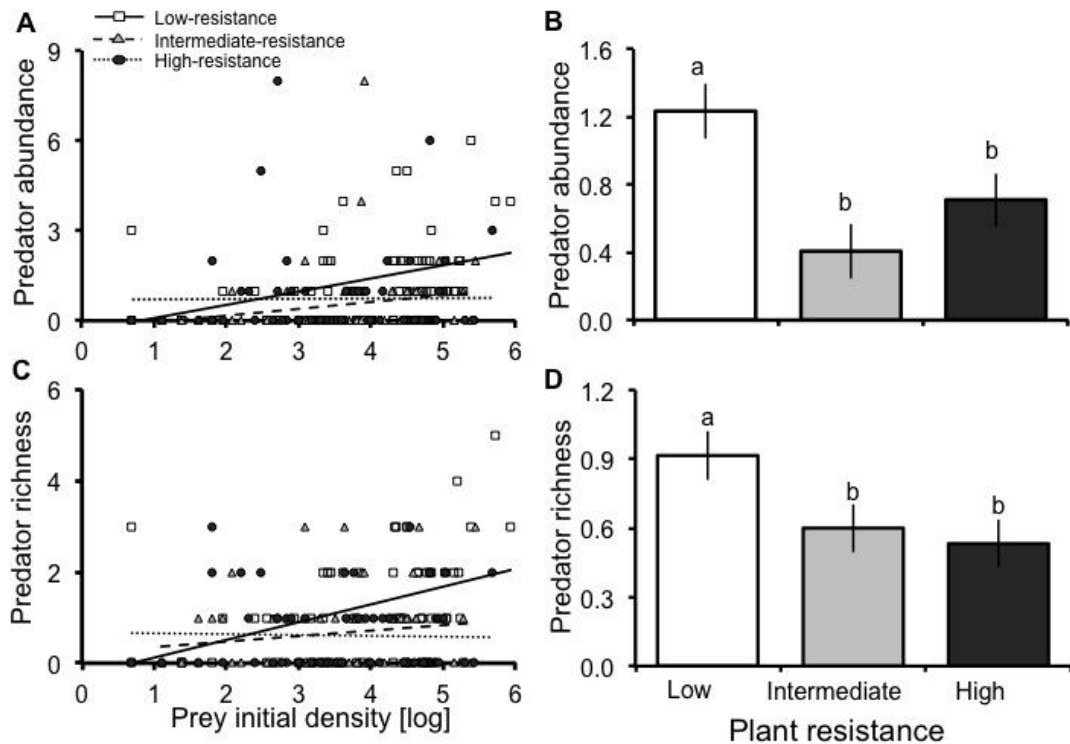 A
Low-resistance
Intermediate-resistance
High-resistance
9
6
3
0
Predator abundance
0 1 2 3 4 5 6
B
1.6
1.2
0.8
0.4
0.0
Predator abundance
a
b
b
C
6
4
2
0
Predator richness
0 1 2 3 4 5 6
Prey initial density [log]
D
1.2
0.9
0.6
0.3
0.0
Predator richness
a
b
b
Low Intermediate High
Plant resistance